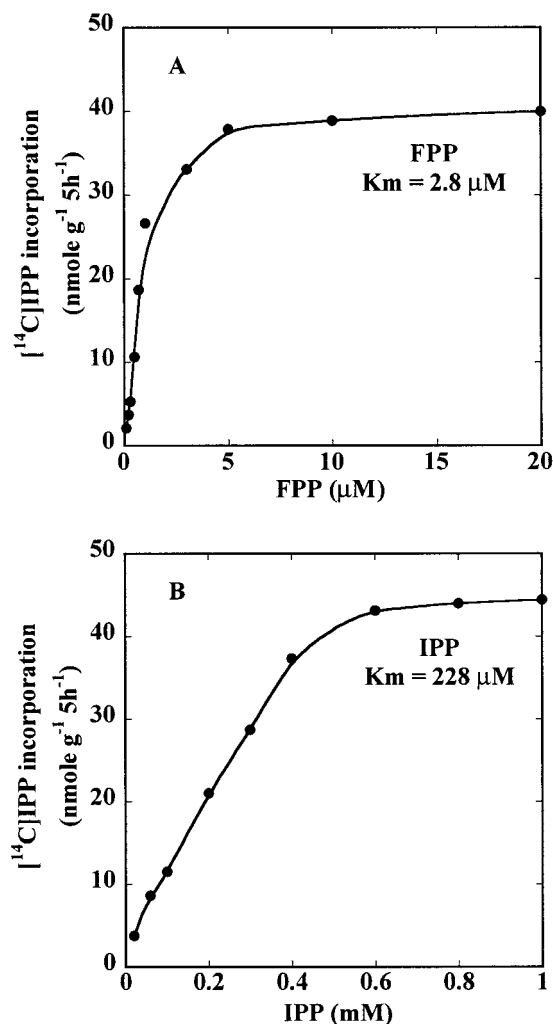 A
[¹⁴C]IPP incorporation
(nmole g⁻¹ 5h⁻¹)
50
40
30
20
10
0
FPP
Km = 2.8 μM
0 5 10 15 20
FPP (μM)
B
[¹⁴C]IPP incorporation
(nmole g⁻¹ 5h⁻¹)
50
40
30
20
10
0
IPP
Km = 228 μM
0 0.2 0.4 0.6 0.8 1
IPP (mM)